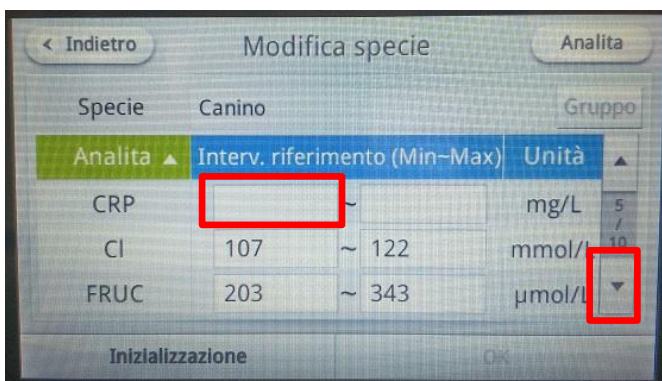 < Indietro Modifica specie Analita
Specie Canino Gruppo
Analita ▲ Interv. riferimento (Min~Max) Unità ▲
CRP ~ mg/L 5
/
Cl 107 ~ 122 mmol/L 10
FRUC 203 ~ 343 µmol/L ▼
Inizializzazione OK